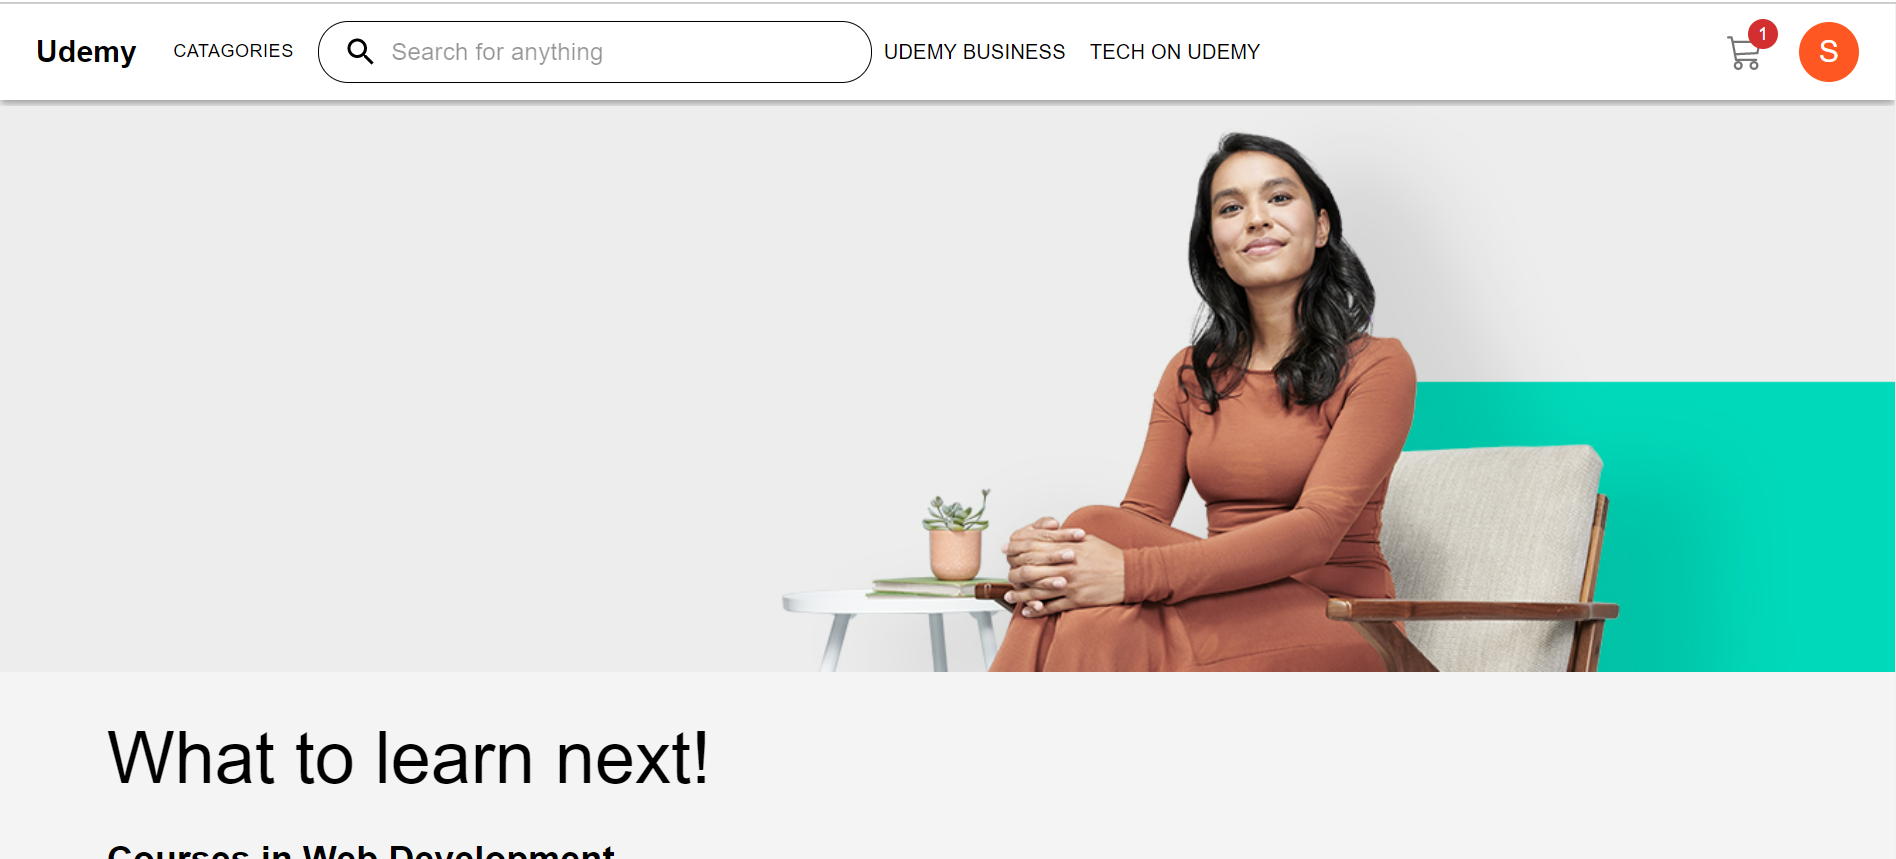 Udemy CATAGORIES Search for anything UDEMY BUSINESS TECH ON UDEMY 1 S
What to learn next!
Courses in Web Development